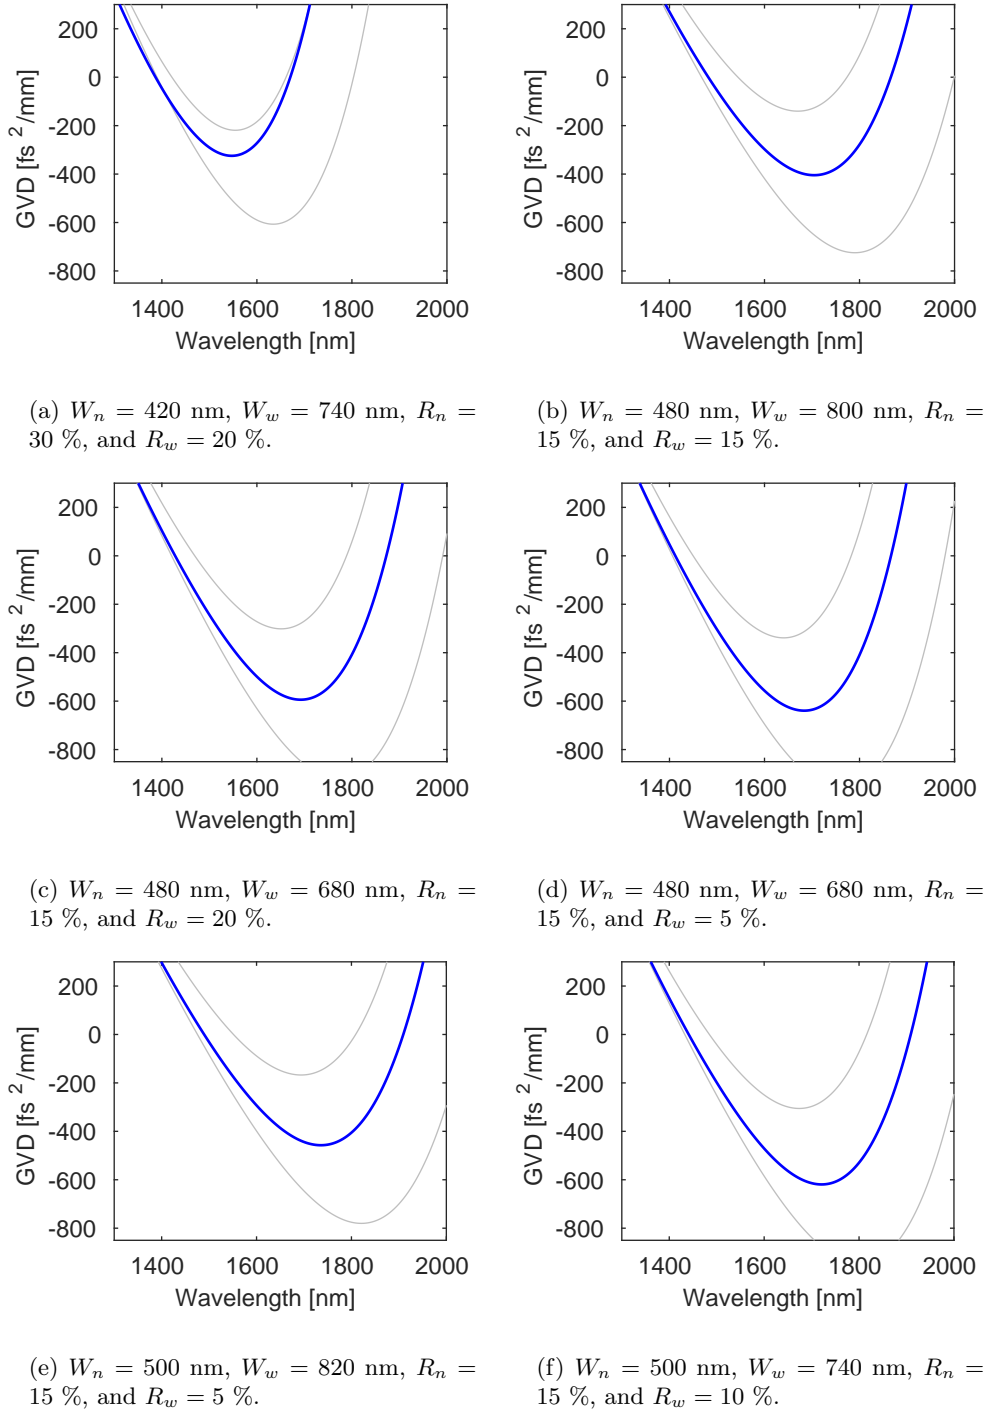 200
0
-200
-400
-600
-800
GVD [fs 2/mm]
1400 1600 1800 2000
Wavelength [nm]
200
0
-200
-400
-600
-800
GVD [fs 2/mm]
1400 1600 1800 2000
Wavelength [nm]
(a) Wn = 420 nm, Ww = 740 nm, Rn =
30 %, and Rw = 20 %.
(b) Wn = 480 nm, Ww = 800 nm, Rn =
15 %, and Rw = 15 %.
200
0
-200
-400
-600
-800
GVD [fs 2/mm]
1400 1600 1800 2000
Wavelength [nm]
200
0
-200
-400
-600
-800
GVD [fs 2/mm]
1400 1600 1800 2000
Wavelength [nm]
(c) Wn = 480 nm, Ww = 680 nm, Rn =
15 %, and Rw = 20 %.
(d) Wn = 480 nm, Ww = 680 nm, Rn =
15 %, and Rw = 5 %.
200
0
-200
-400
-600
-800
GVD [fs 2/mm]
1400 1600 1800 2000
Wavelength [nm]
200
0
-200
-400
-600
-800
GVD [fs 2/mm]
1400 1600 1800 2000
Wavelength [nm]
(e) Wn = 500 nm, Ww = 820 nm, Rn =
15 %, and Rw = 5 %.
(f) Wn = 500 nm, Ww = 740 nm, Rn =
15 %, and Rw = 10 %.